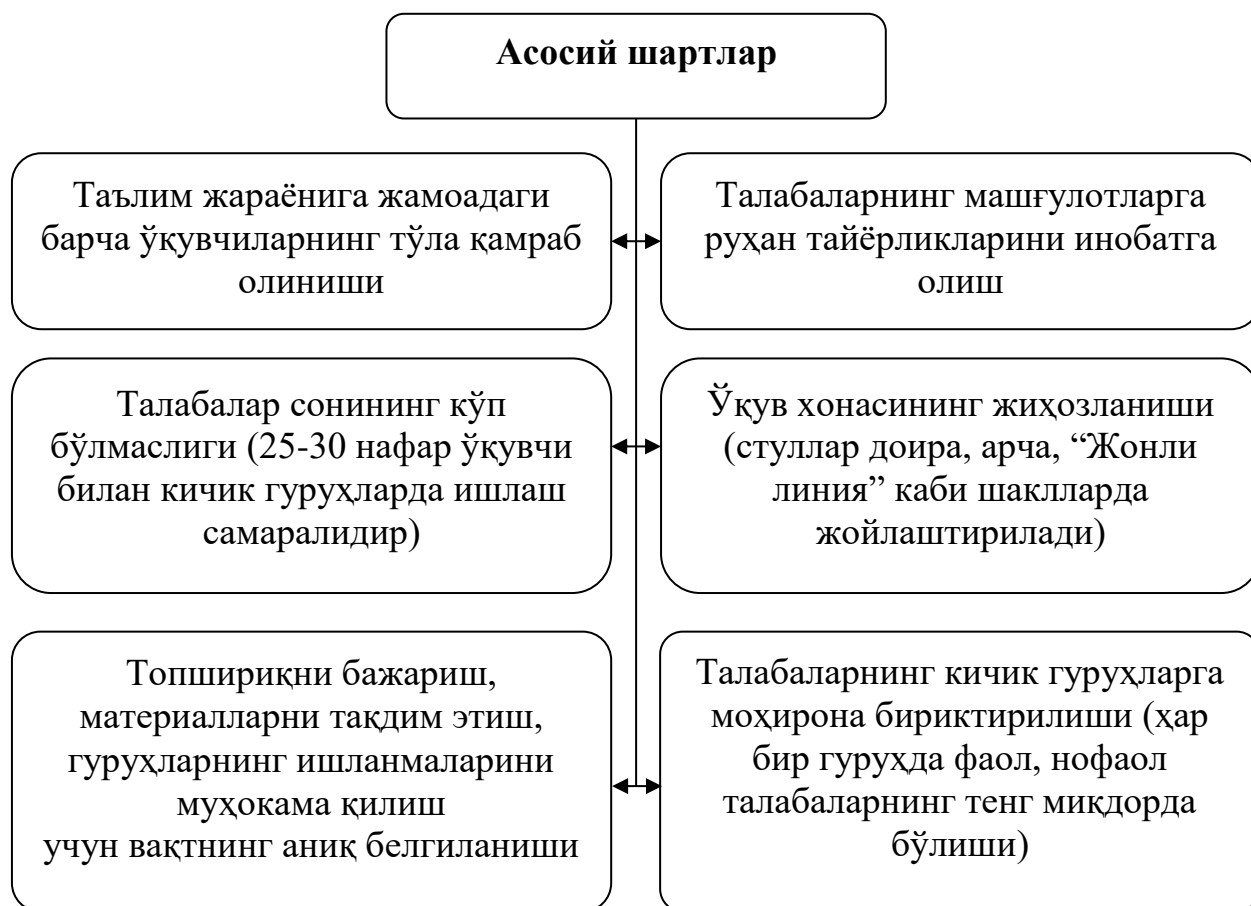 Асосий шартлар
Таълим жараёнига жамоадаги
барча ўқувчиларнинг тўла қамраб
олиниши
Талабаларнинг машғулотларга
руҳан тайёрликларини инобатга
олиш
Талабалар сонининг кўп
бўлмаслиги (25-30 нафар ўқувчи
билан кичик гуруҳларда ишлаш
самаралидир)
Ўқув хонасининг жиҳозланиши
(стуллар доира, арча, “Жонли
линия” каби шаклларда
жойлаштирилади)
Топшириқни бажариш,
материалларни тақдим этиш,
гуруҳларнинг ишланмаларини
муҳокама қилиш
учун вақтнинг аниқ белгиланиши
Талабаларнинг кичик гуруҳларга
моҳирона бириктирилиши (ҳар
бир гуруҳда фаол, нофаол
талабаларнинг тенг миқдорда
бўлиши)